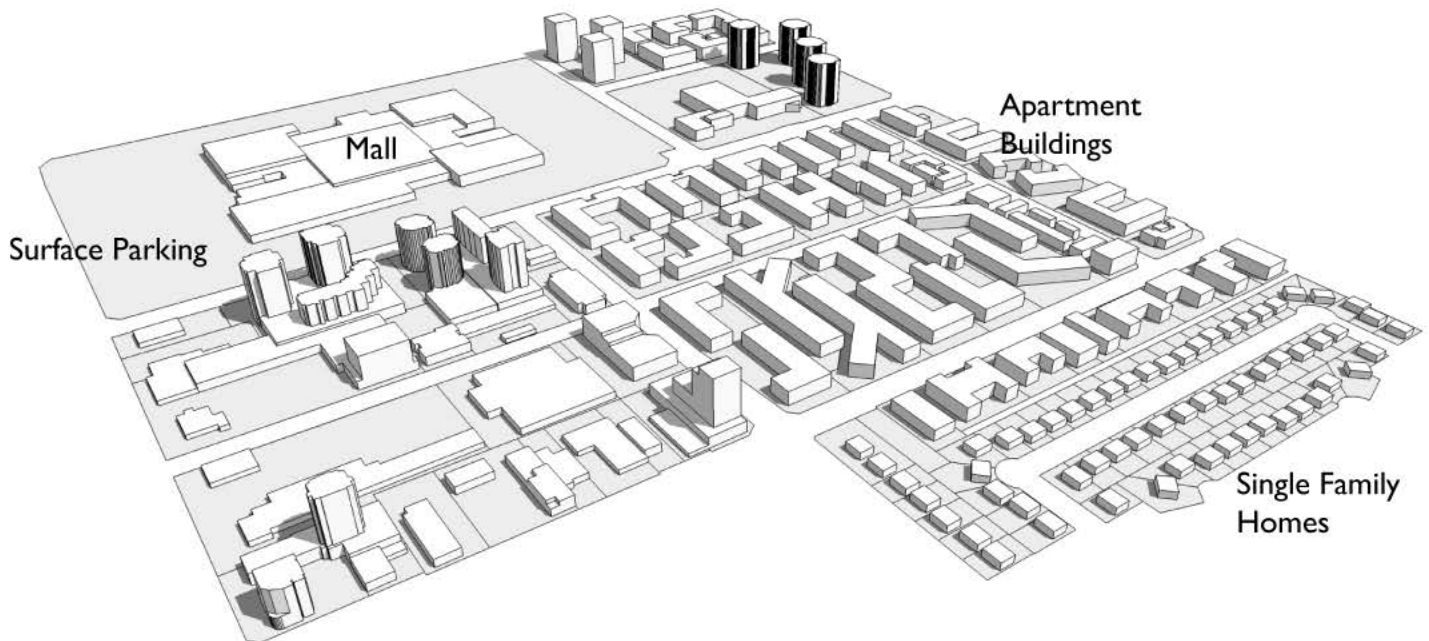 Apartment
Buildings
Mall
Surface Parking
Single Family
Homes